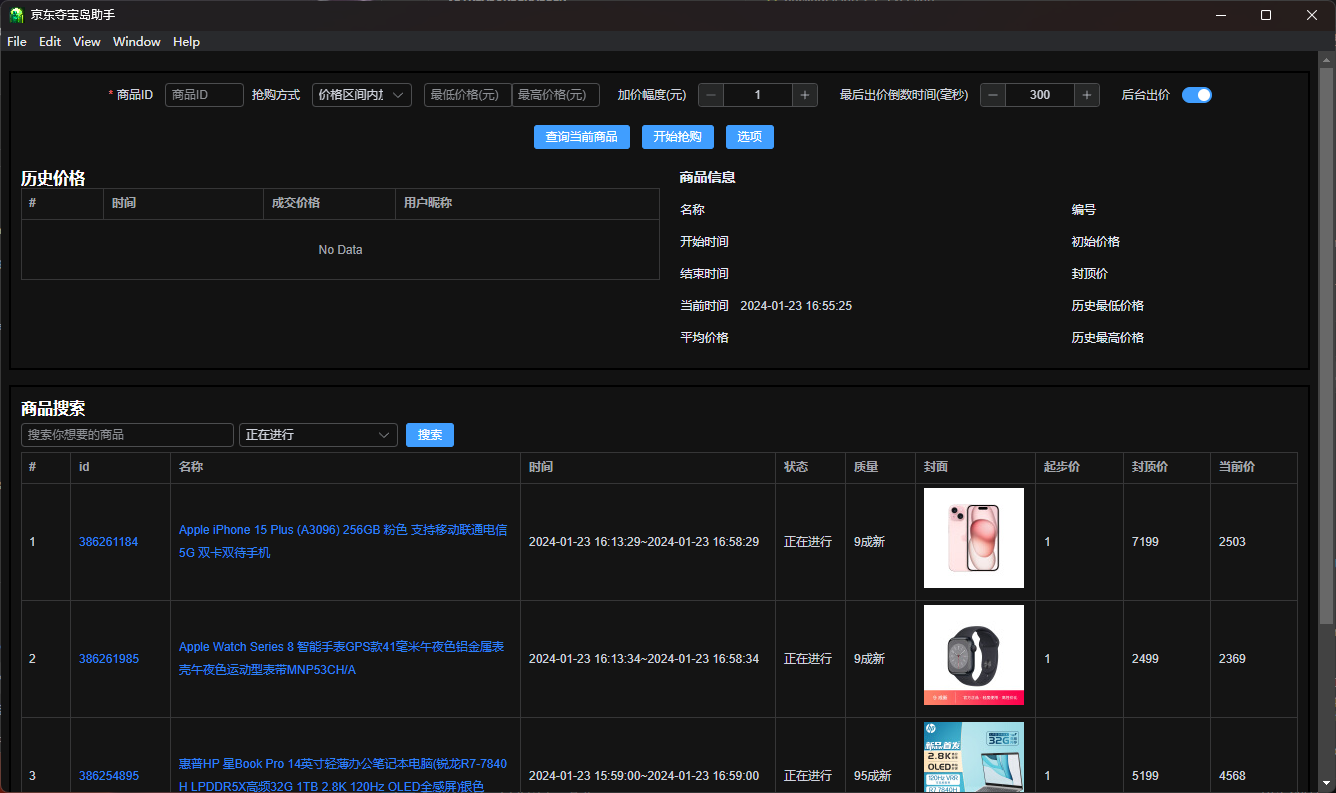 京东夺宝岛助手
File Edit View Window Help
* 商品ID 商品ID 抢购方式 价格区间内加 最低价格(元) 最高价格(元) 加价幅度(元) 1 最后出价倒数时间(毫秒) 300 后台出价
查询当前商品 开始抢购 选项
历史价格
# 时间 成交价格 用户昵称
No Data
商品信息
名称 编号
开始时间 初始价格
结束时间 封顶价
当前时间 2024-01-23 16:55:25 历史最低价格
平均价格 历史最高价格
商品搜索
搜索你想要的商品 正在进行 搜索
# id 名称 时间 状态 质量 封面 起步价 封顶价 当前价
Apple iPhone 15 Plus (A3096) 256GB 粉色 支持移动联通电信
1 386261184 2024-01-23 16:13:29~2024-01-23 16:58:29 正在进行 9成新 1 7199 2503
5G 双卡双待手机
Apple Watch Series 8 智能手表GPS款41毫米午夜色铝金属表
2 386261985 2024-01-23 16:13:34~2024-01-23 16:58:34 正在进行 9成新 1 2499 2369
壳午夜色运动型表带MNP53CH/A
惠普HP 星Book Pro 14英寸轻薄办公笔记本电脑(锐龙R7-7840
3 386254895 2024-01-23 15:59:00~2024-01-23 16:59:00 正在进行 95成新 1 5199 4568
H LPDDR5X高频32G 1TB 2.8K 120Hz OLED全感屏)银色
hp
新品首发 32G
2.8K
OLED
120Hz VRR
R7 7840H